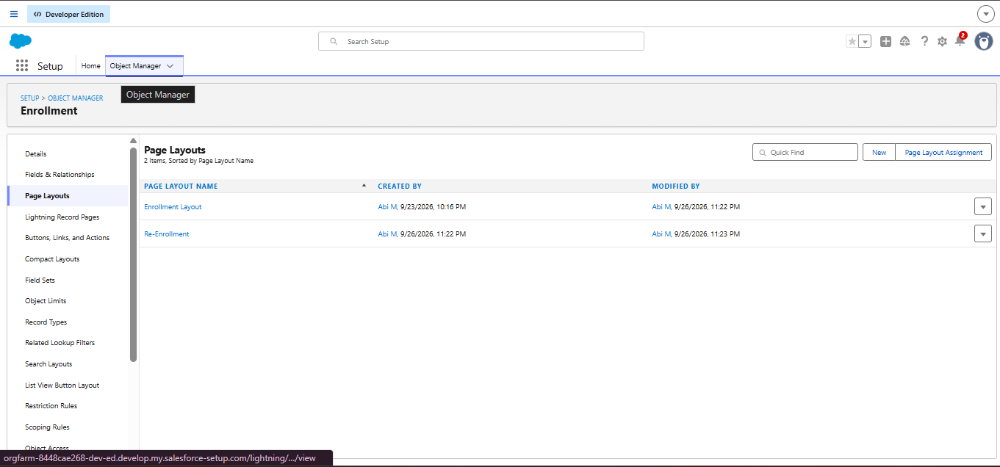 Developer Edition
Search Setup
2
Setup Home Object Manager
SETUP > OBJECT MANAGER
Object Manager
Enrollment
Details
Fields & Relationships
Page Layouts
Lightning Record Pages
Buttons, Links, and Actions
Compact Layouts
Field Sets
Object Limits
Record Types
Related Lookup Filters
Search Layouts
List View Button Layout
Restriction Rules
Scoping Rules
Object Access
Page Layouts
2 Items, Sorted by Page Layout Name
Quick Find
New
Page Layout Assignment
PAGE LAYOUT NAME CREATED BY MODIFIED BY
Enrollment Layout Abi M, 9/23/2026, 10:16 PM Abi M, 9/26/2026, 11:22 PM
Re-Enrollment Abi M, 9/26/2026, 11:22 PM Abi M, 9/26/2026, 11:23 PM
orgfarm-8448cae268-dev-ed.develop.my.salesforce-setup.com/lightning/.../view